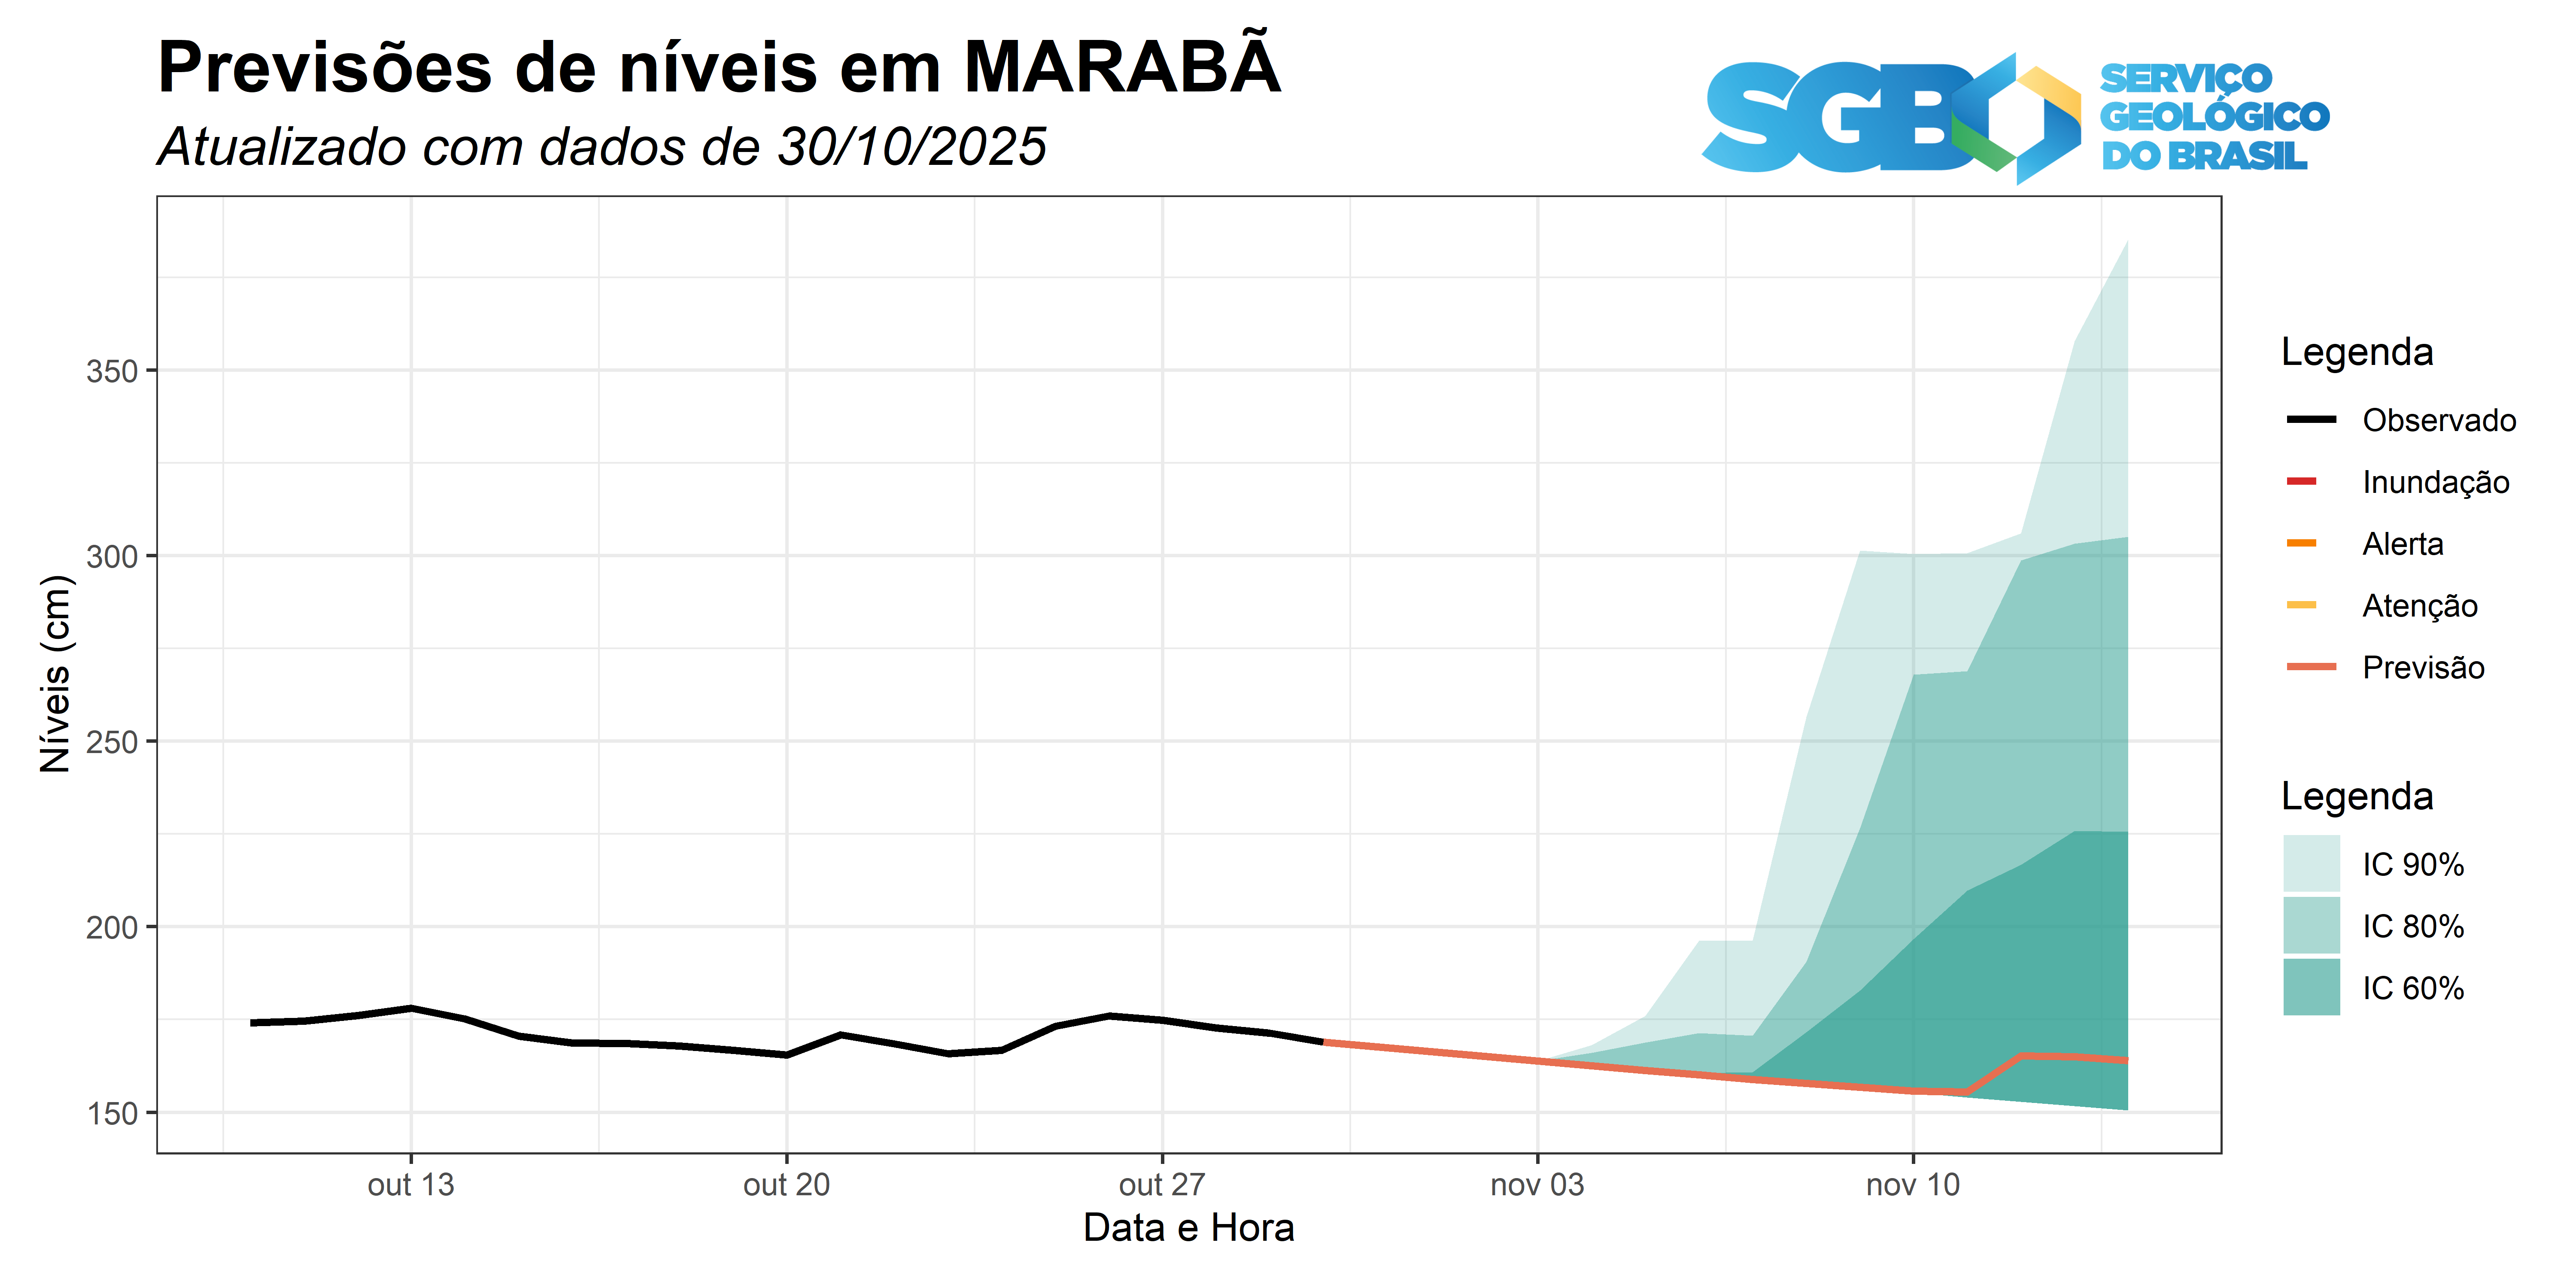 Previsões de níveis em MARABÃ
Atualizado com dados de 30/10/2025
SGB
SERVIÇO
GEOLÓGICO
DO BRASIL
Níveis (cm)
350
300
250
200
150
out 13
out 20
out 27
nov 03
nov 10
Data e Hora
Legenda
Observado
Inundação
Alerta
Atenção
Previsão
Legenda
IC 90%
IC 80%
IC 60%